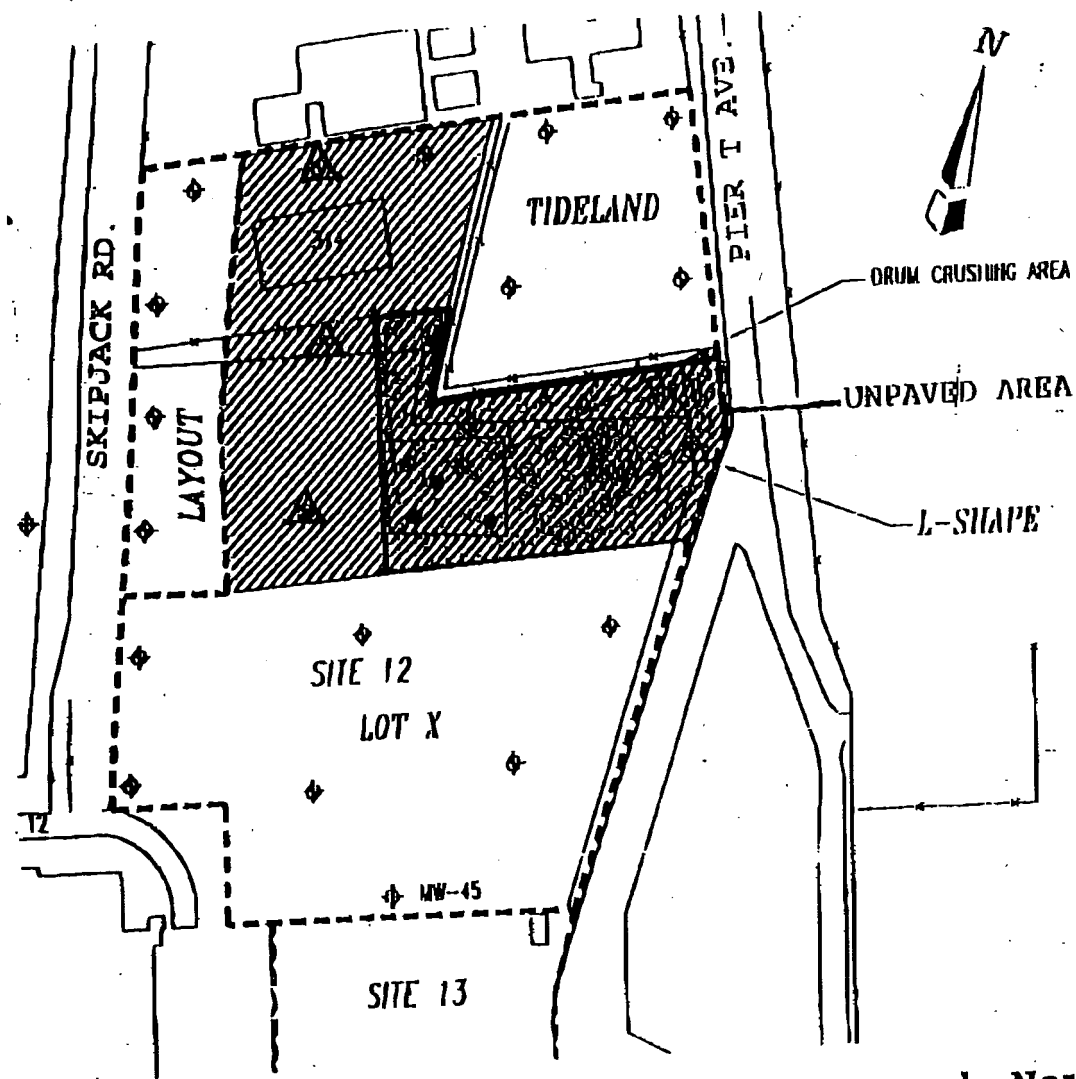 N
PIER T AVE.
TIDELAND
SKIPJACK RD.
DRUM CRUSHING AREA
UNPAVED AREA
LAYOUT
L-SHAPE
SITE 12
LOT X
T2
MW-45
SITE 13